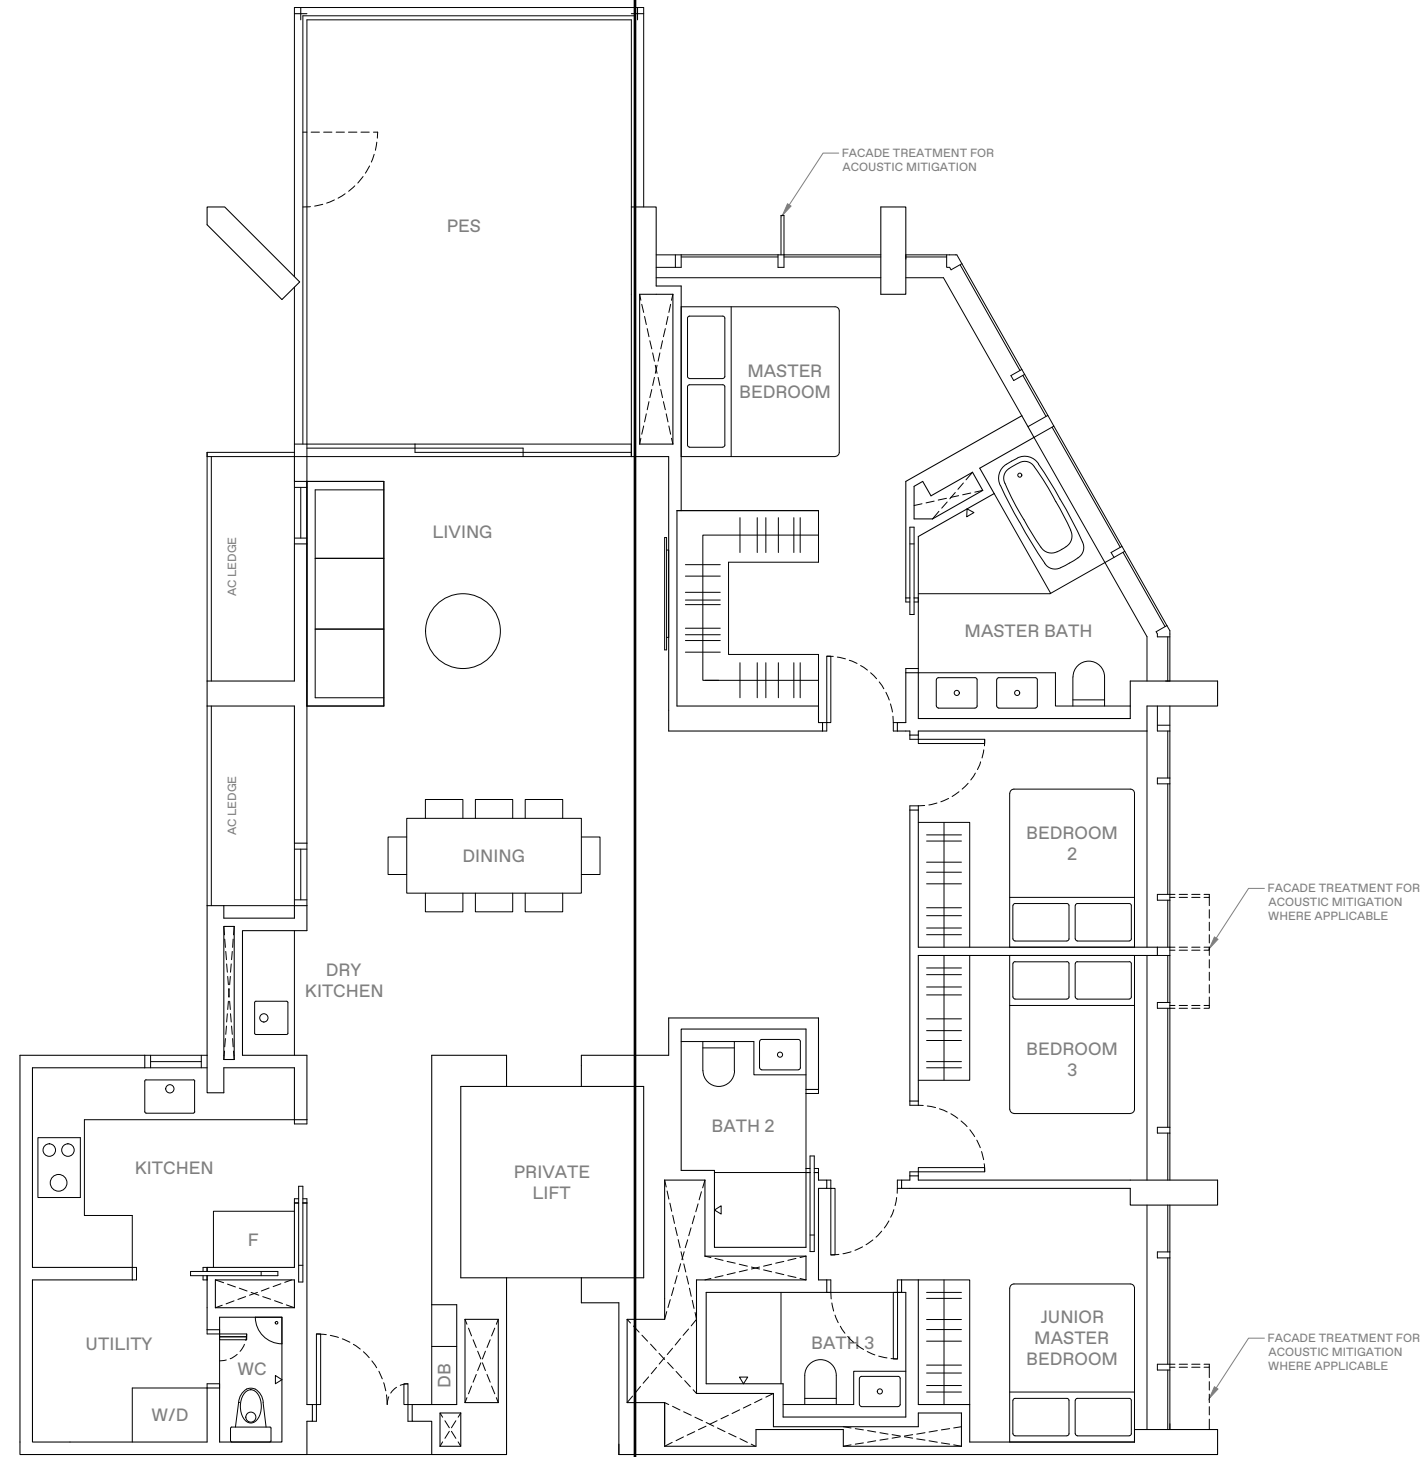 FACADE TREATMENT FOR
ACOUSTIC MITIGATION
PES
MASTER
BEDROOM
LIVING
AC LEDGE
MASTER BATH
AC LEDGE
DINING
BEDROOM
2
FACADE TREATMENT FOR
ACOUSTIC MITIGATION
WHERE APPLICABLE
DRY
KITCHEN
BEDROOM
3
BATH 2
KITCHEN
PRIVATE
LIFT
F
UTILITY
WC
W/D
DB
BATH 3
JUNIOR
MASTER
BEDROOM
FACADE TREATMENT FOR
ACOUSTIC MITIGATION
WHERE APPLICABLE